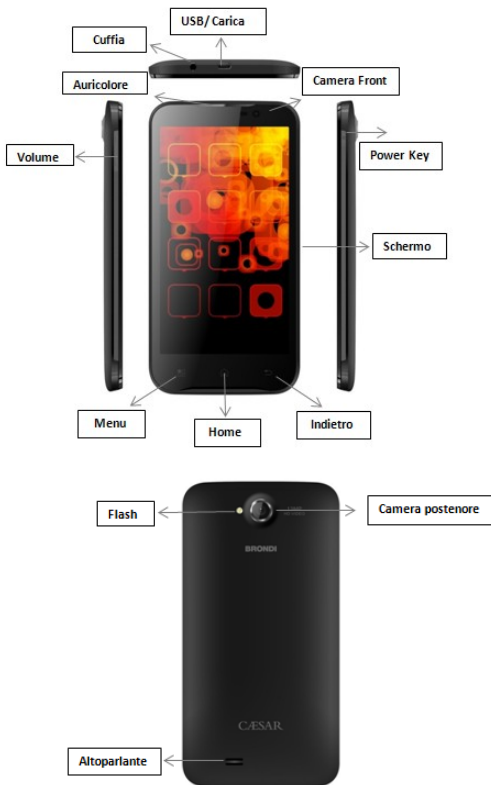 USB/ Carica
Cuffia
Auricolore
Camera Front
Volume
Power Key
Schermo
Menu
Home
Indietro
Flash
Camera postenore
BRONDI
CÆSAR
Altoparlante